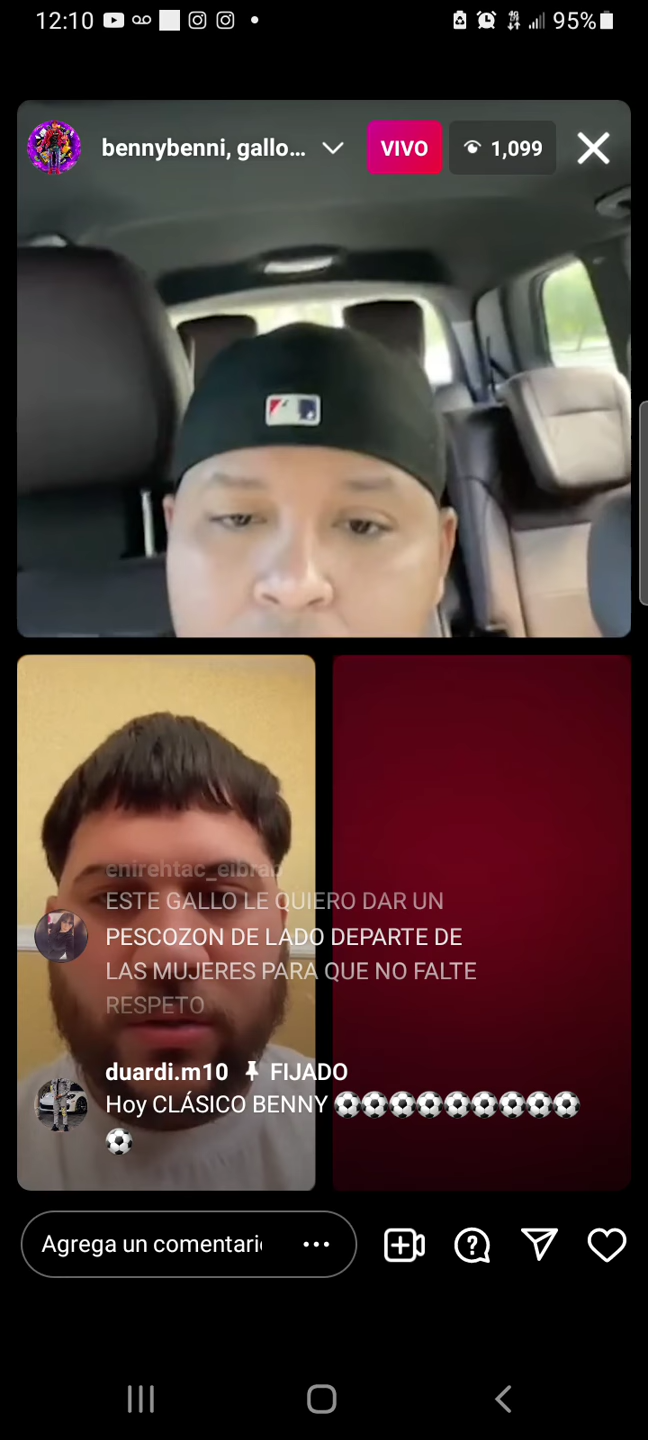 12:10
95%
bennybenni, gallo...
VIVO
1,099
enirehtac_elbrac
ESTE GALLO LE QUIERO DAR UN
PESCOZON DE LADO DEPARTE DE
LAS MUJERES PARA QUE NO FALTE
RESPETO
duardi.m10 📌 FIJADO
Hoy CLÁSICO BENNY ⚽⚽⚽⚽⚽⚽⚽⚽⚽
⚽
Agrega un comentari